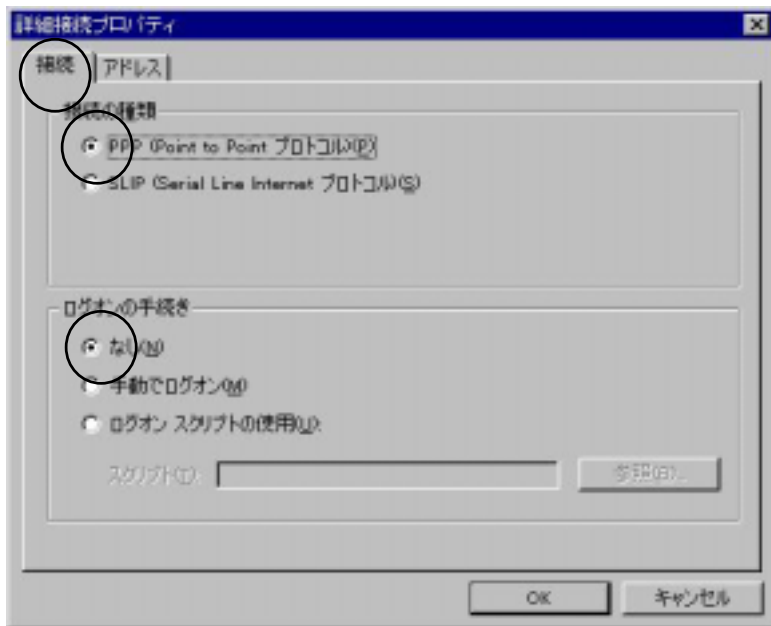 詳細接続プロパティ
接続 アドレス
接続の種類
PPP (Point to Point プロトコル)(P)
SLIP (Serial Line Internet プロトコル)(S)
ログオンの手続き
なし(N)
手動でログオン(M)
ログオン スクリプトの使用(U):
スクリプト(T): 参照(B)...
OK キャンセル